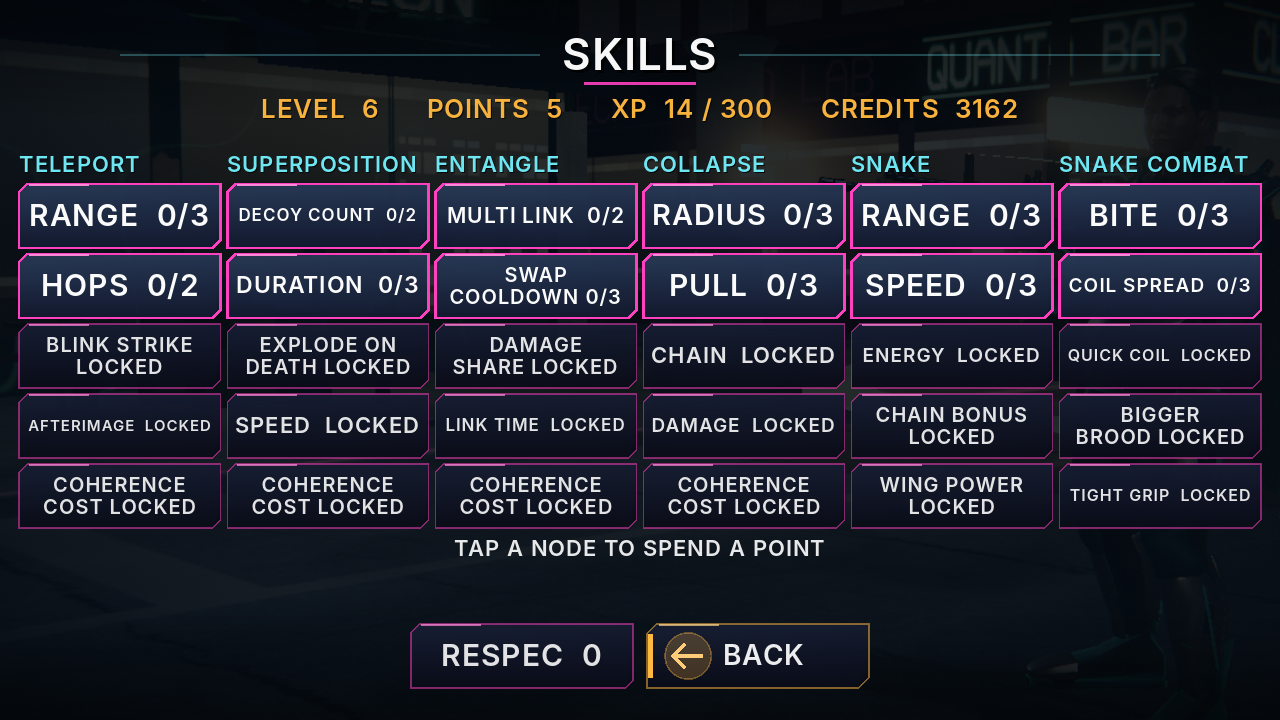 SKILLS
LEVEL 6 POINTS 5 XP 14 / 300 CREDITS 3162
TELEPORT SUPERPOSITION ENTANGLE COLLAPSE SNAKE SNAKE COMBAT
RANGE 0/3 DECOY COUNT 0/2 MULTI LINK 0/2 RADIUS 0/3 RANGE 0/3 BITE 0/3
HOPS 0/2 DURATION 0/3 SWAP COOLDOWN 0/3 PULL 0/3 SPEED 0/3 COIL SPREAD 0/3
BLINK STRIKE LOCKED EXPLODE ON DEATH LOCKED DAMAGE SHARE LOCKED CHAIN LOCKED ENERGY LOCKED QUICK COIL LOCKED
AFTERIMAGE LOCKED SPEED LOCKED LINK TIME LOCKED DAMAGE LOCKED CHAIN BONUS LOCKED BIGGER BROOD LOCKED
COHERENCE COST LOCKED COHERENCE COST LOCKED COHERENCE COST LOCKED COHERENCE COST LOCKED WING POWER LOCKED TIGHT GRIP LOCKED
TAP A NODE TO SPEND A POINT
RESPEC 0 BACK
QUANT BAR
LAB